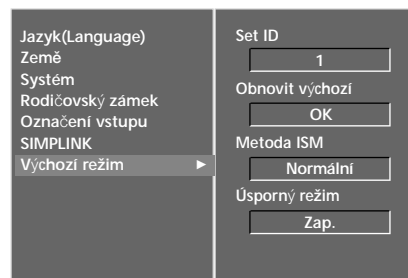 Jazyk(Language)
Země
Systém
Rodičovský zámek
Označení vstupu
SIMPLINK
Výchozí režim ►
Set ID
1
Obnovit výchozí
OK
Metoda ISM
Normální
Úsporný režim
Zap.